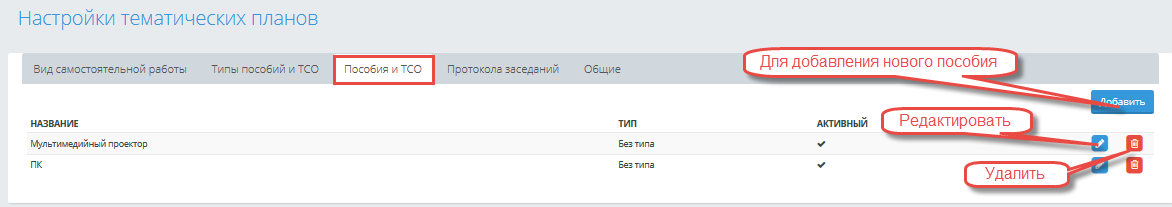 Настройки тематических планов
Вид самостоятельной работы Типы пособий и ТСО Пособия и ТСО Протокола заседаний Общие
Для добавления нового пособия
Добавить
Редактировать
НАЗВАНИЕ ТИП АКТИВНЫЙ
Мультимедийный проектор Без типа
ПК Без типа
Удалить